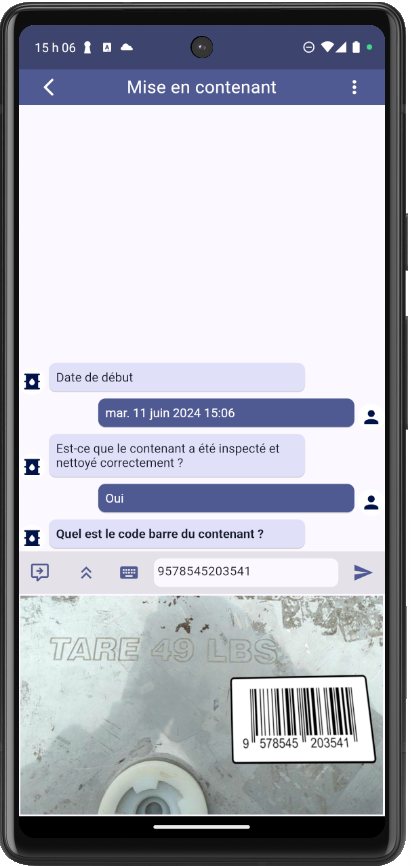 15 h 06
Mise en contenant
Date de début
mar. 11 juin 2024 15:06
Est-ce que le contenant a été inspecté et
nettoyé correctement ?
Oui
Quel est le code barre du contenant ?
9578545203541
TARE 49 LBS
9 578545 203541